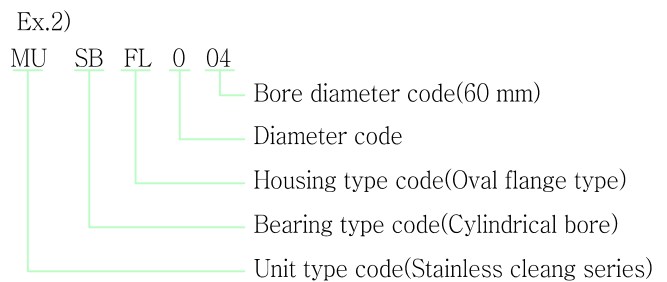 Ex.2)
MU SB FL 0 04
Bore diameter code(60 mm)
Diameter code
Housing type code(Oval flange type)
Bearing type code(Cylindrical bore)
Unit type code(Stainless cleang series)